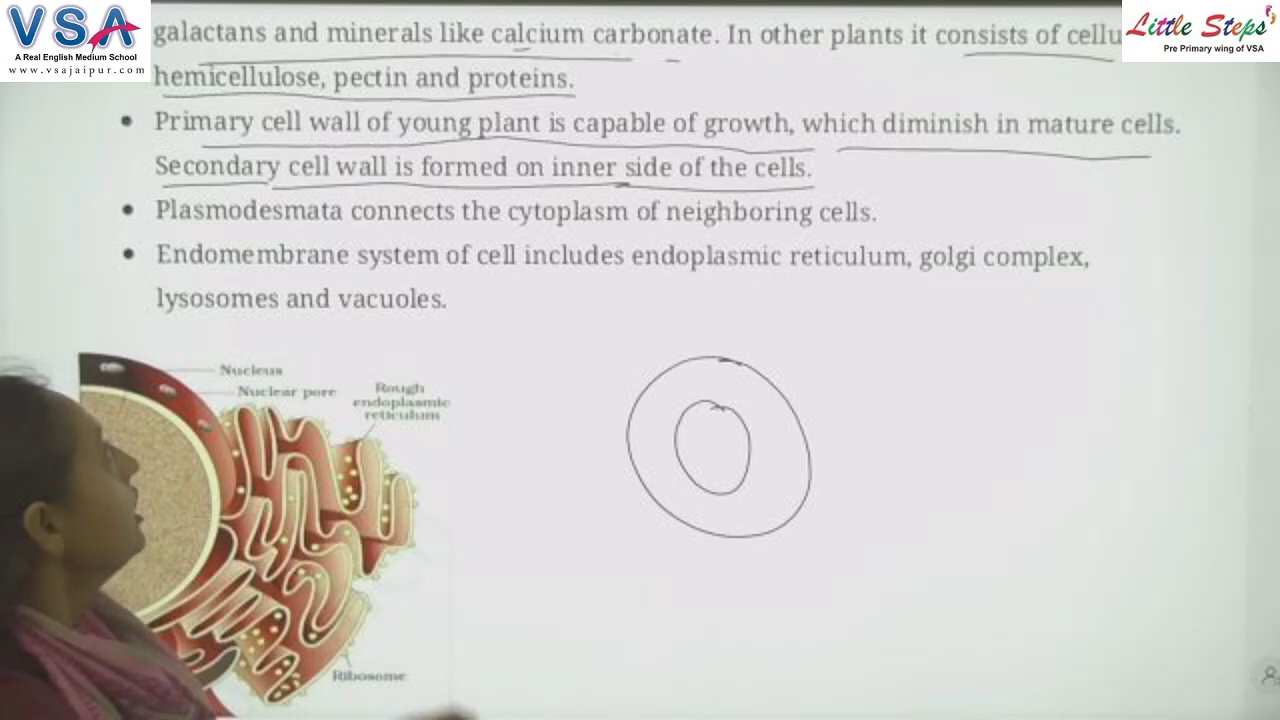 VSA
A Real English Medium School
www.vsajaipur.com
Little Steps
Pre Primary wing of VSA
galactans and minerals like calcium carbonate. In other plants it consists of cellu
hemicellulose, pectin and proteins.
• Primary cell wall of young plant is capable of growth, which diminish in mature cells.
Secondary cell wall is formed on inner side of the cells.
• Plasmodesmata connects the cytoplasm of neighboring cells.
• Endomembrane system of cell includes endoplasmic reticulum, golgi complex,
lysosomes and vacuoles.
Nucleus
Nuclear pore
Rough
endoplasmic
reticulum
Ribosome